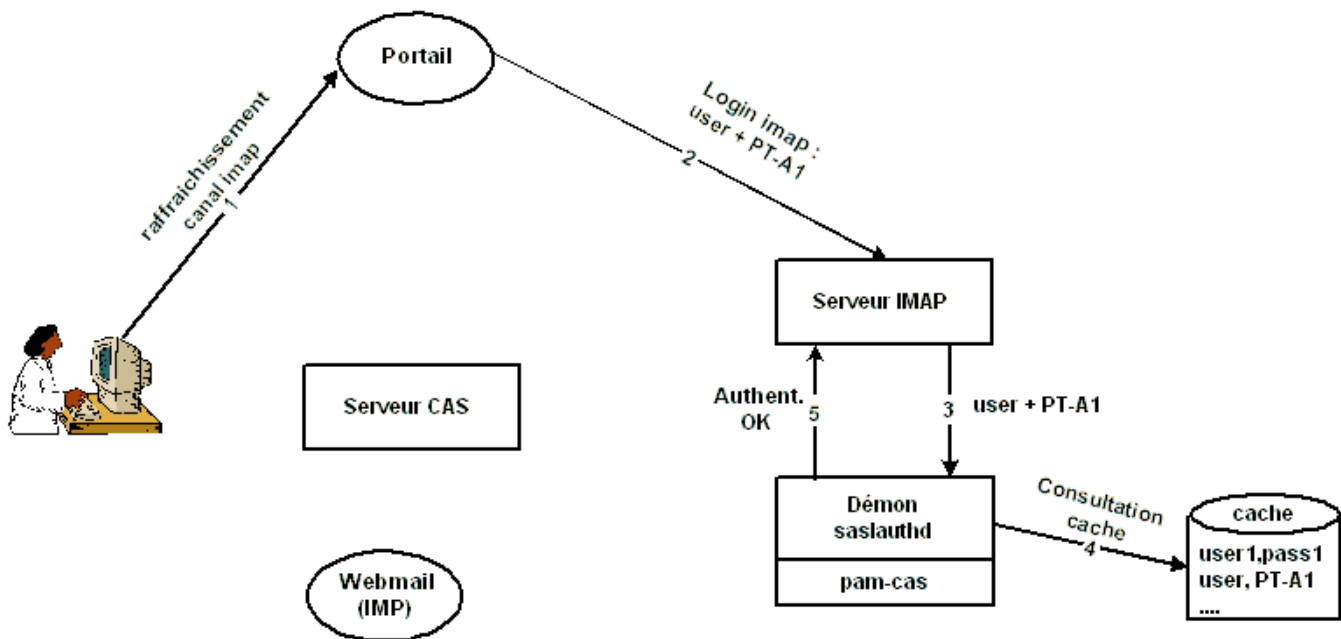 Portail
raffraichissement
canal imap
1
Login imap :
user + PT-A1
2
Serveur IMAP
Serveur CAS
Authent.
OK
5
3
user + PT-A1
Démon
saslauthd
pam-cas
Consultation
cache
4
cache
user1,pass1
user, PT-A1
....
Webmail
(IMP)